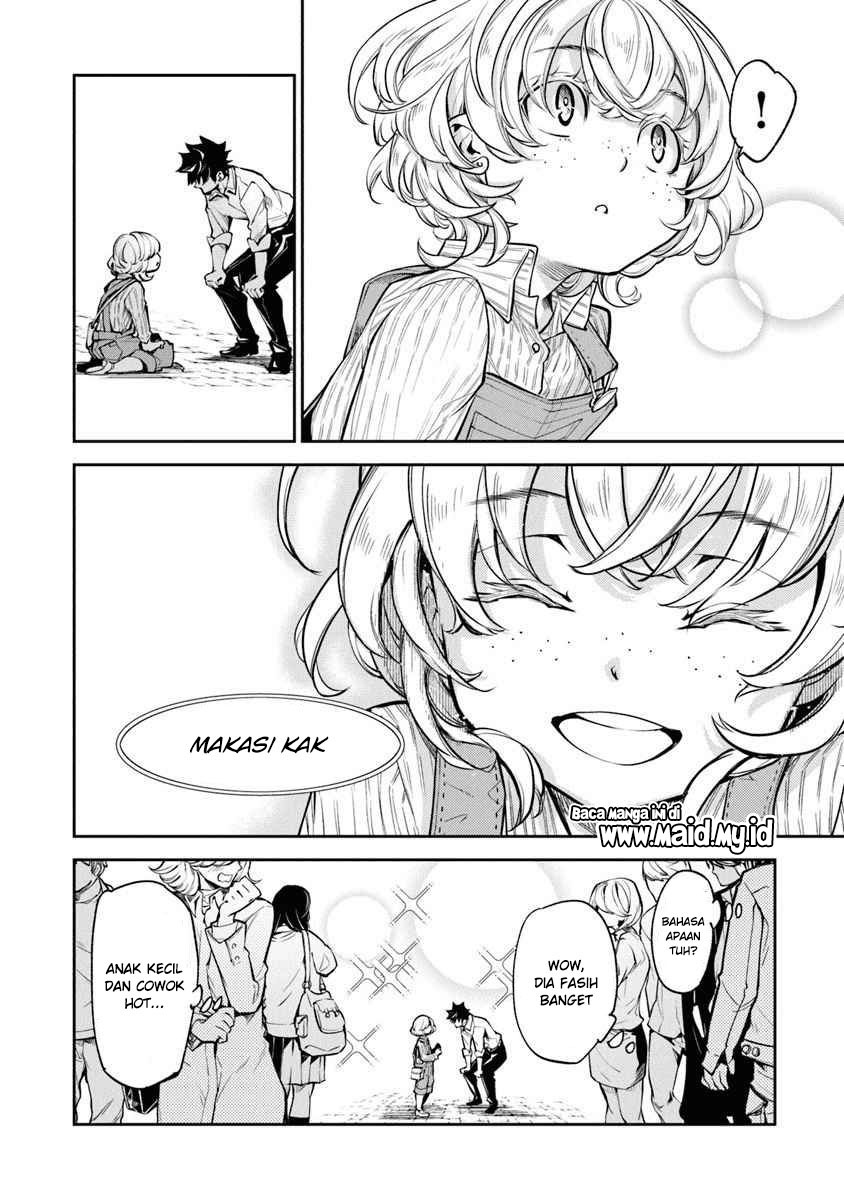 !
MAKASI KAK
Baca Manga ini di
www.Maid.My.id
BAHASA
APAAN
TUH?
WOW,
DIA FASIH
BANGET
ANAK KECIL
DAN COWOK
HOT...